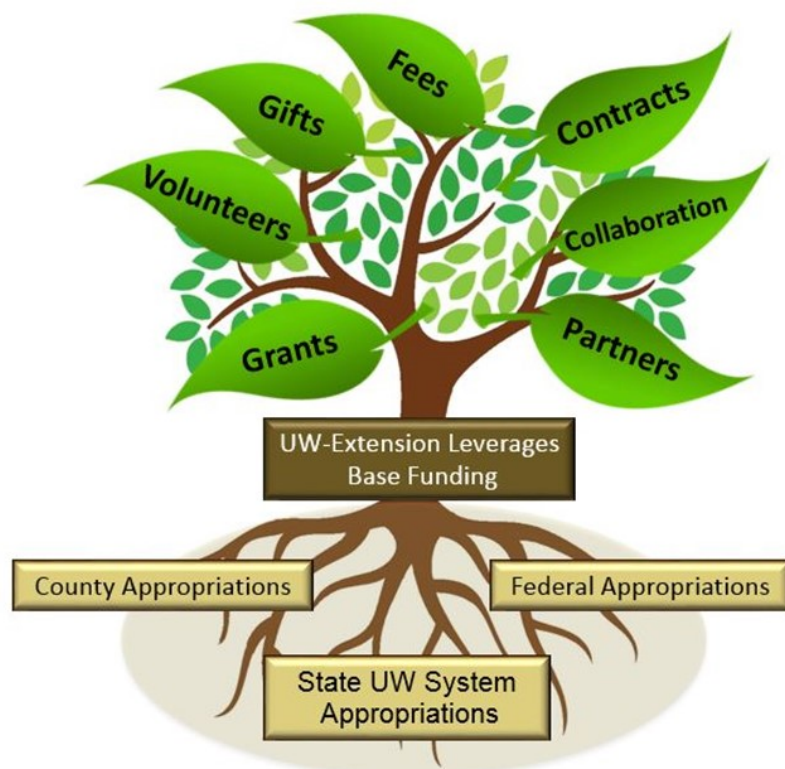 Fees
Gifts
Contracts
Volunteers
Collaboration
Grants
Partners
UW-Extension Leverages
Base Funding
County Appropriations
Federal Appropriations
State UW System
Appropriations